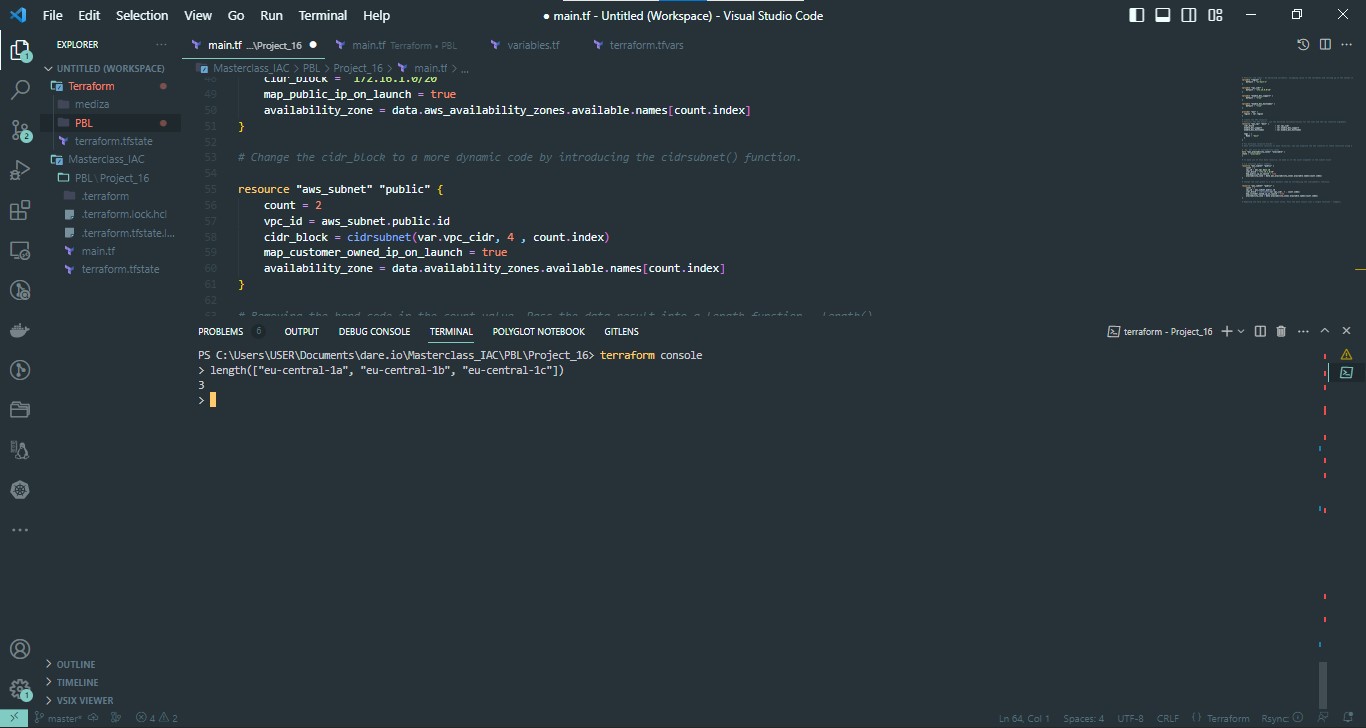 File Edit Selection View Go Run Terminal Help
● main.tf - Untitled (Workspace) - Visual Studio Code
EXPLORER
main.tf ...\Project_16 ●
main.tf Terraform • PBL
variables.tf
terraform.tfvars
UNTITLED (WORKSPACE)
Terraform
mediza
PBL
terraform.tfstate
Masterclass_IAC
PBL \ Project_16
.terraform
.terraform.lock.hcl
.terraform.tfstate.l...
main.tf
terraform.tfstate
Masterclass_IAC > PBL > Project_16 > main.tf > ...
48 cidr_block = "172.16.1.0/20"
49 map_public_ip_on_launch = true
50 availability_zone = data.aws_availability_zones.available.names[count.index]
51 }
52
53 # Change the cidr_block to a more dynamic code by introducing the cidrsubnet() function.
54
55 resource "aws_subnet" "public" {
56 count = 2
57 vpc_id = aws_subnet.public.id
58 cidr_block = cidrsubnet(var.vpc_cidr, 4 , count.index)
59 map_customer_owned_ip_on_launch = true
60 availability_zone = data.availability_zones.available.names[count.index]
61 }
62
63 # Removing the hard code in the count value. Pass the data result into a length function - length()
PROBLEMS 6 OUTPUT DEBUG CONSOLE TERMINAL POLYGLOT NOTEBOOK GITLENS
terraform - Project_16
PS C:\Users\USER\Documents\dare.io\Masterclass_IAC\PBL\Project_16> terraform console
> length(["eu-central-1a", "eu-central-1b", "eu-central-1c"])
3
>
OUTLINE
TIMELINE
VSIX VIEWER
1
2
1
master* 4 2
Ln 64, Col 1 Spaces: 4 UTF-8 CRLF { } Terraform Rsync: